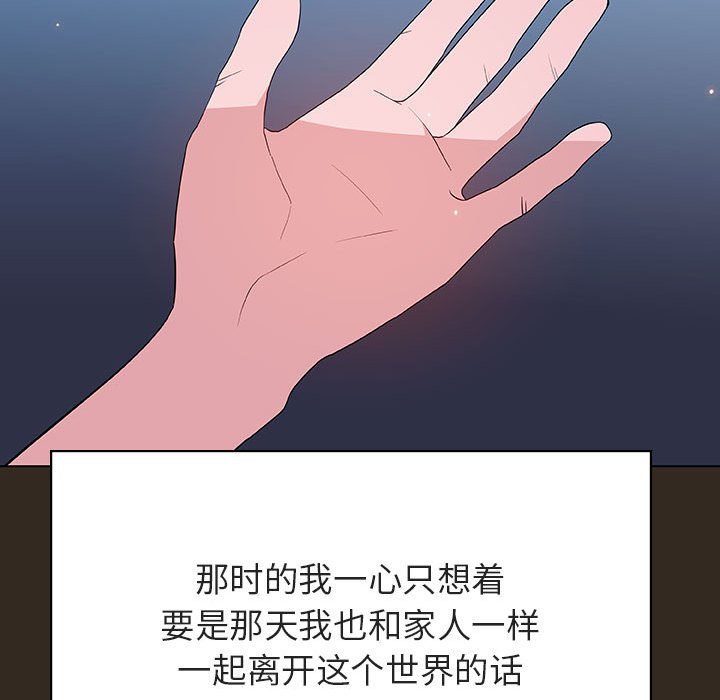 那时的我一心只想着
要是那天我也和家人一样
一起离开这个世界的话